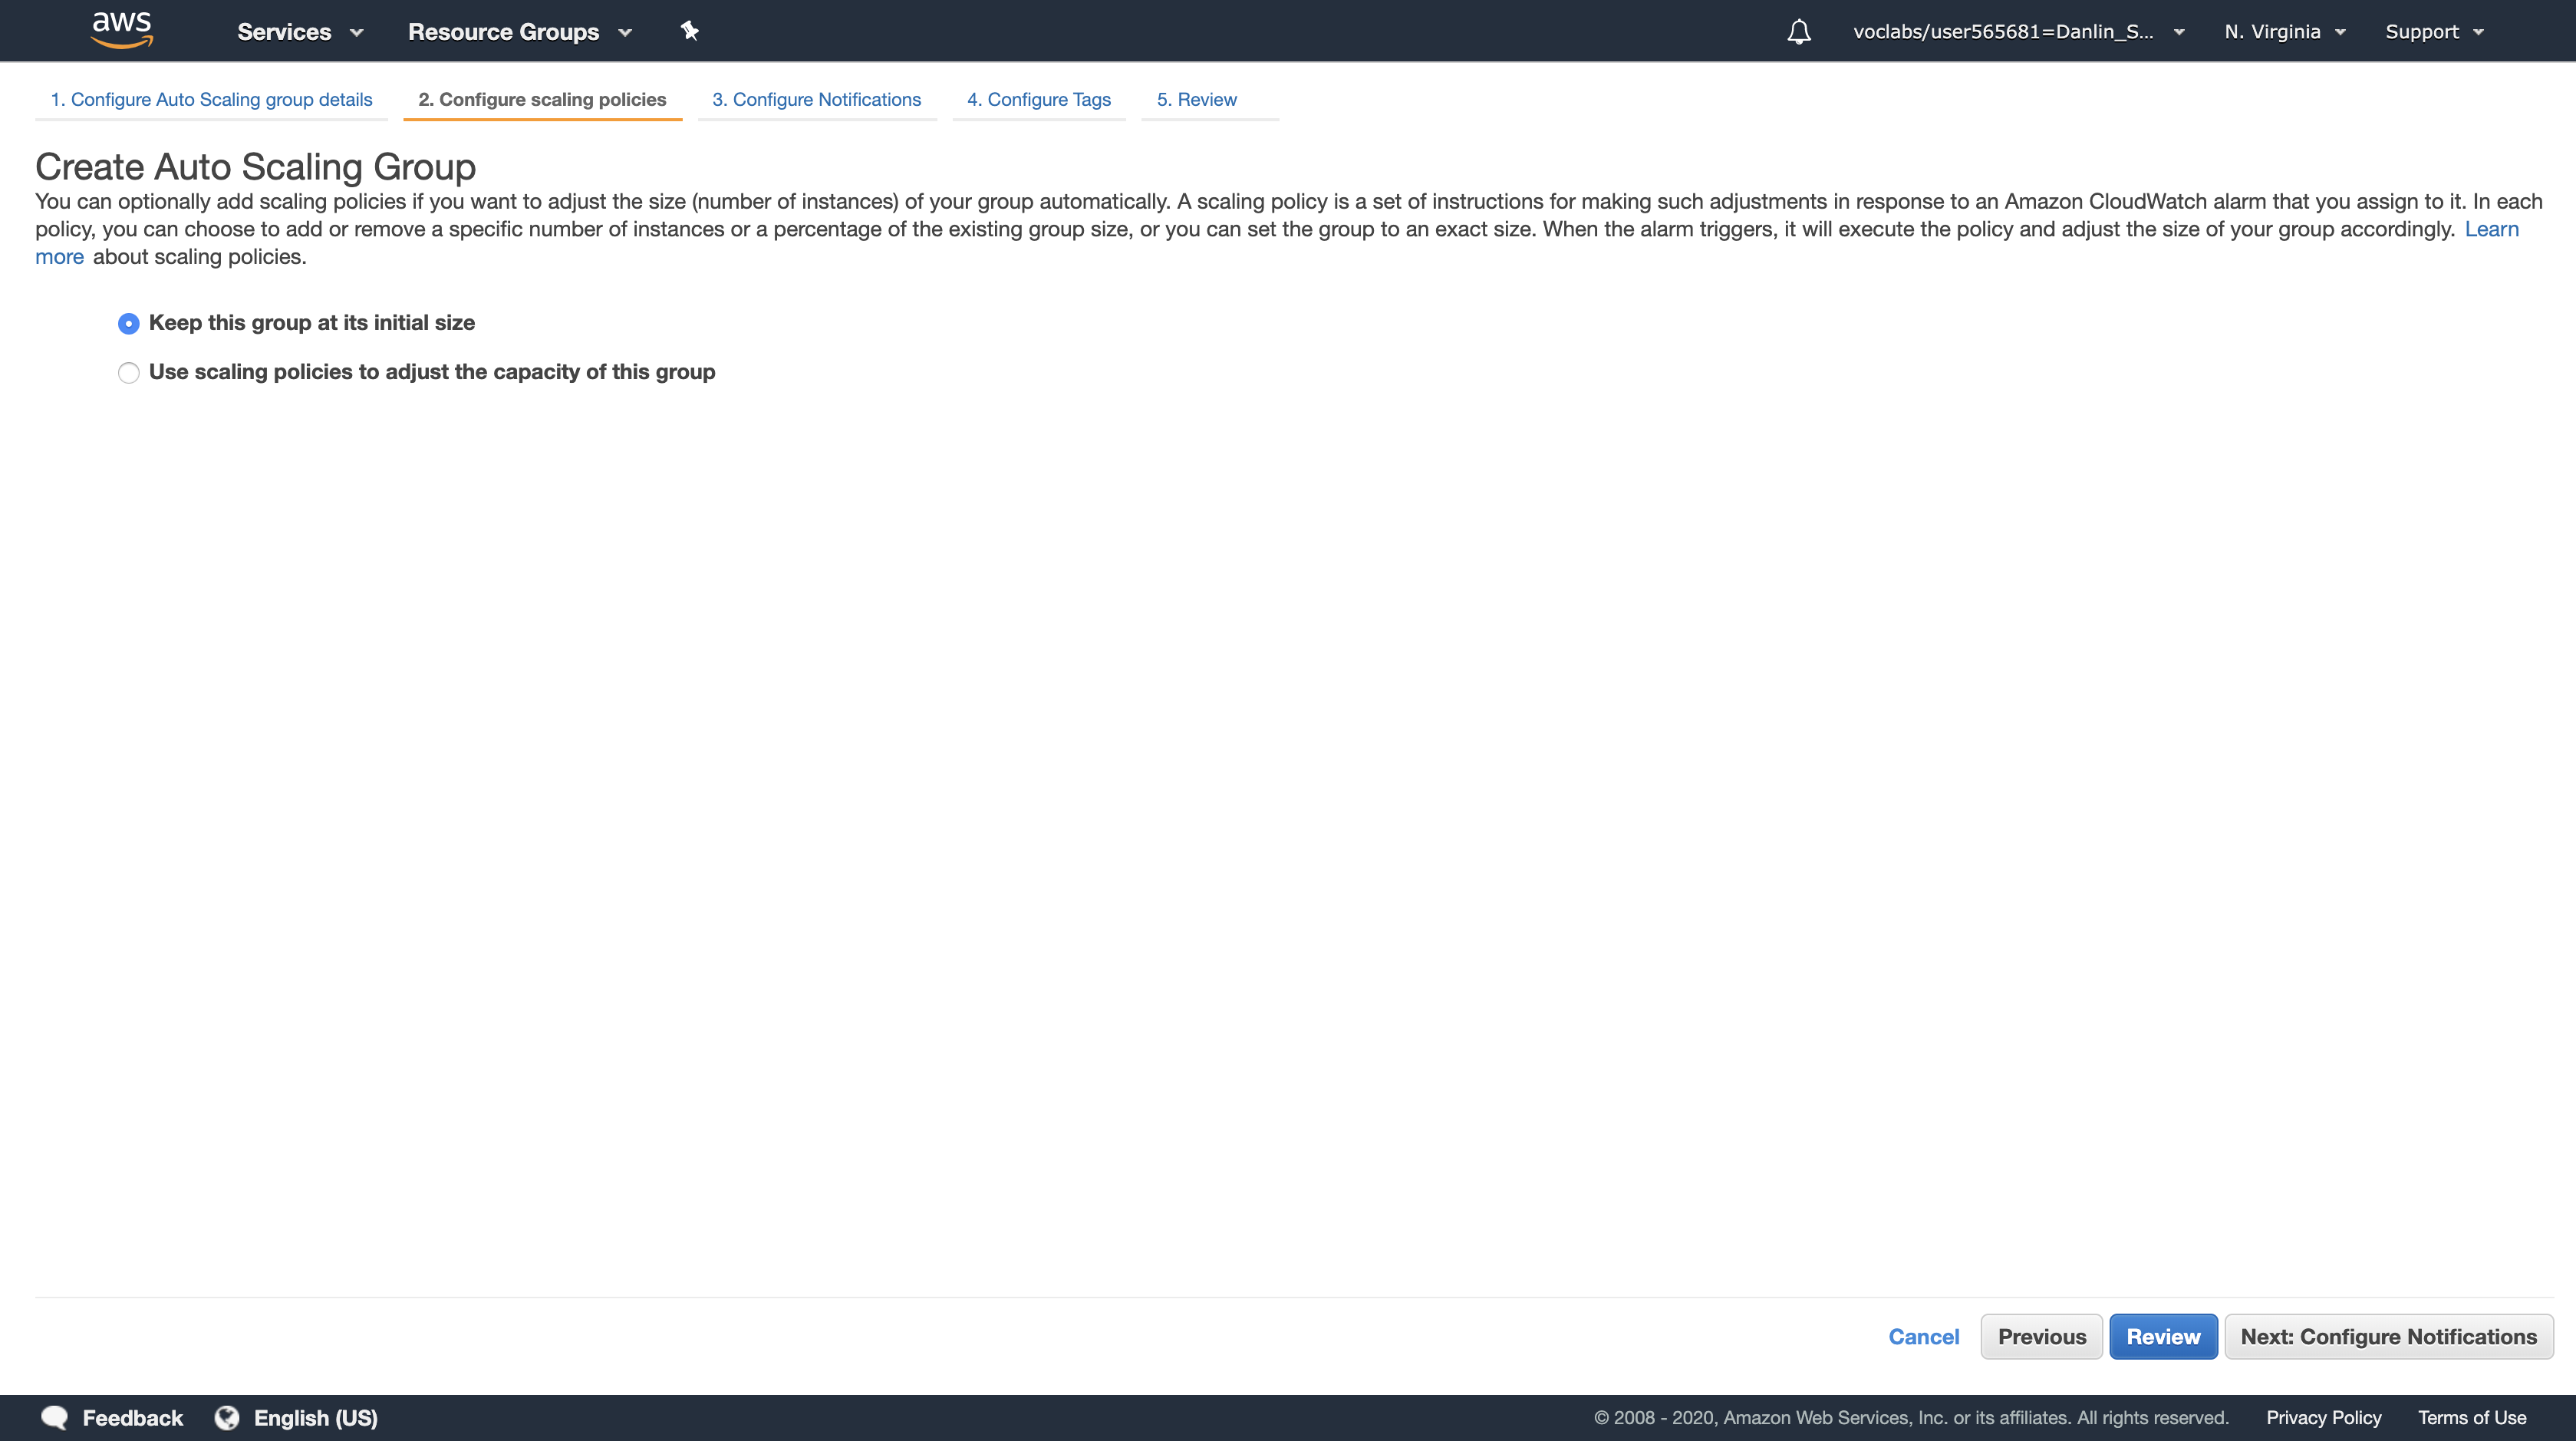 aws
Services
Resource Groups
voclabs/user565681=Danlin_S...
N. Virginia
Support
1. Configure Auto Scaling group details
2. Configure scaling policies
3. Configure Notifications
4. Configure Tags
5. Review
Create Auto Scaling Group
You can optionally add scaling policies if you want to adjust the size (number of instances) of your group automatically. A scaling policy is a set of instructions for making such adjustments in response to an Amazon CloudWatch alarm that you assign to it. In each
policy, you can choose to add or remove a specific number of instances or a percentage of the existing group size, or you can set the group to an exact size. When the alarm triggers, it will execute the policy and adjust the size of your group accordingly. Learn
more about scaling policies.
Keep this group at its initial size
Use scaling policies to adjust the capacity of this group
Cancel
Previous
Review
Next: Configure Notifications
Feedback
English (US)
© 2008 - 2020, Amazon Web Services, Inc. or its affiliates. All rights reserved.
Privacy Policy
Terms of Use